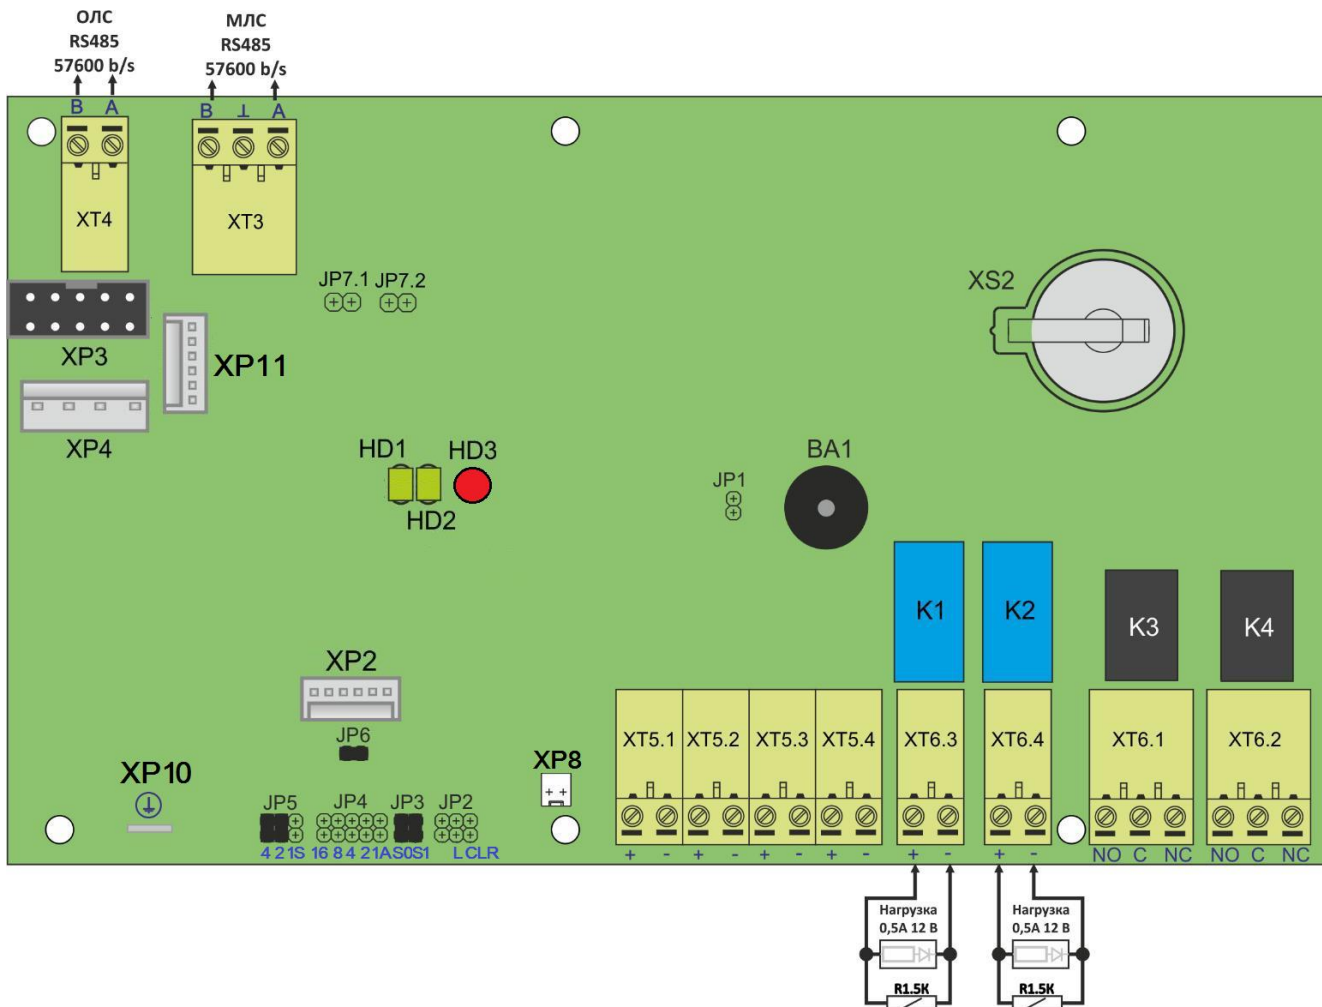 ОЛС
RS485
57600 b/s
МЛС
RS485
57600 b/s
B A
B ⊥ A
XT4
XT3
JP7.1 JP7.2
XS2
XP3
XP11
XP4
HD1
HD3
HD2
JP1
BA1
K1
K2
K3
K4
XP2
JP6
XP10
XP8
XT5.1
XT5.2
XT5.3
XT5.4
XT6.3
XT6.4
XT6.1
XT6.2
JP5
JP4
JP3
JP2
4 2 1S 16 8 4 2 1AS0S1 L CLR
+ - + - + - + - + - + - NO C NC NO C NC
Нагрузка
0,5А 12 В
R1.5K
Нагрузка
0,5А 12 В
R1.5K